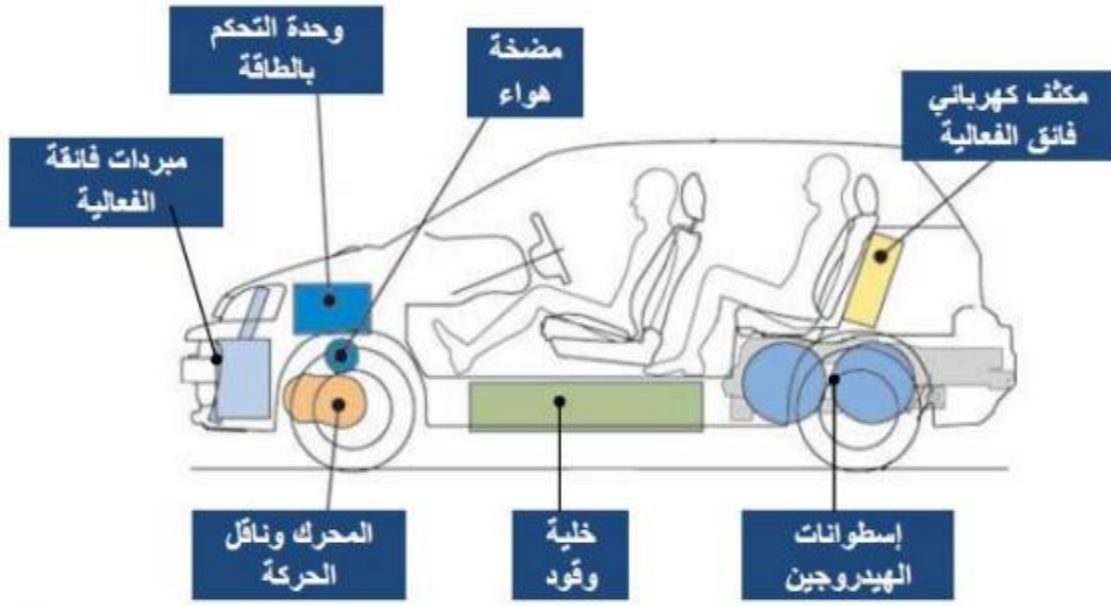 وحدة التحكم
بالطاقة
مضخة
هواء
مكثف كهربائي
فائق الفعالية
مبردات فائقة
الفعالية
المحرك وناقل
الحركة
خلية
وقود
إسطوانات
الهيدروجين